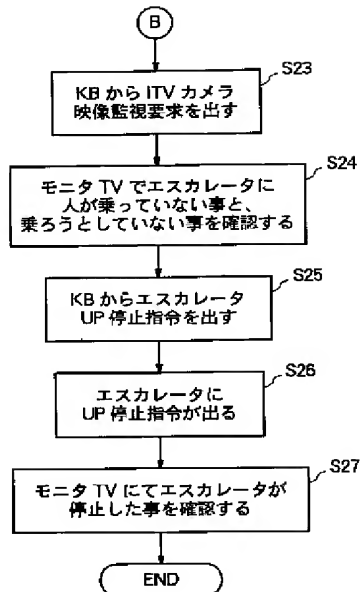 B
S23
KB から ITV カメラ
映像監視要求を出す
S24
モニタ TV でエスカレータに
人が乗っていない事と、
乗ろうとしていない事を確認する
S25
KB からエスカレータ
UP 停止指令を出す
S26
エスカレータに
UP 停止指令が出る
S27
モニタ TV にてエスカレータが
停止した事を確認する
END